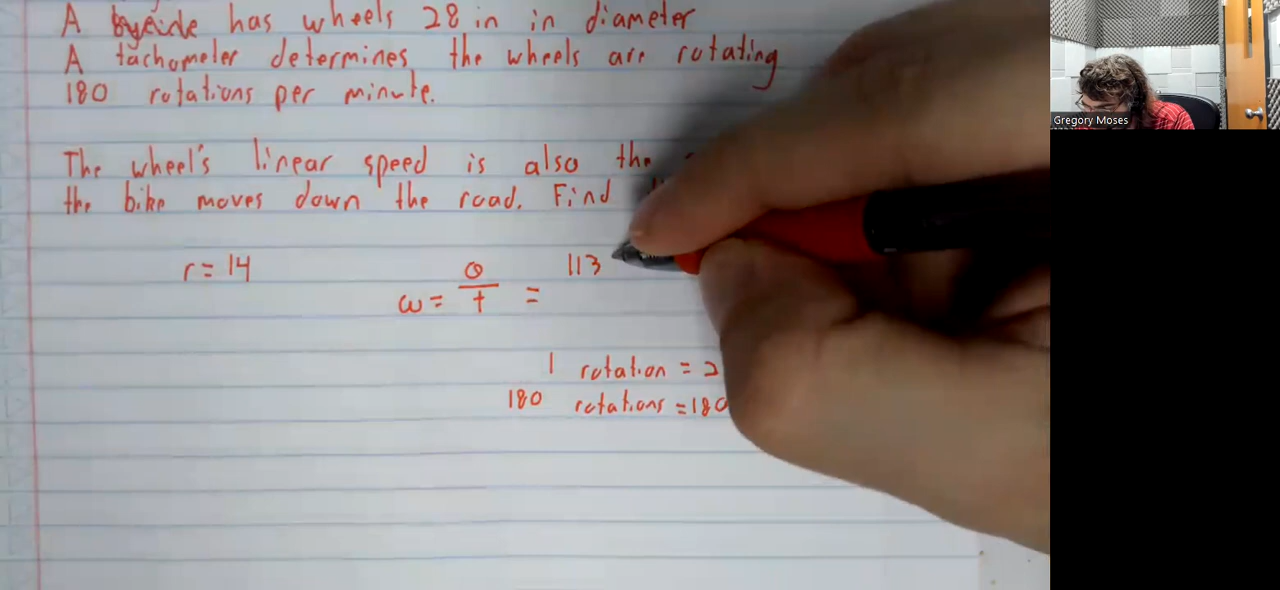 A bycicle has wheels 28 in in diameter
A tachometer determines the wheels are rotating
180 rotations per minute.
The wheel's linear speed is also the
the bike moves down the road. Find
r = 14
ω = θ/t = 113
1 rotation = 2
180 rotations = 180
Gregory Moses